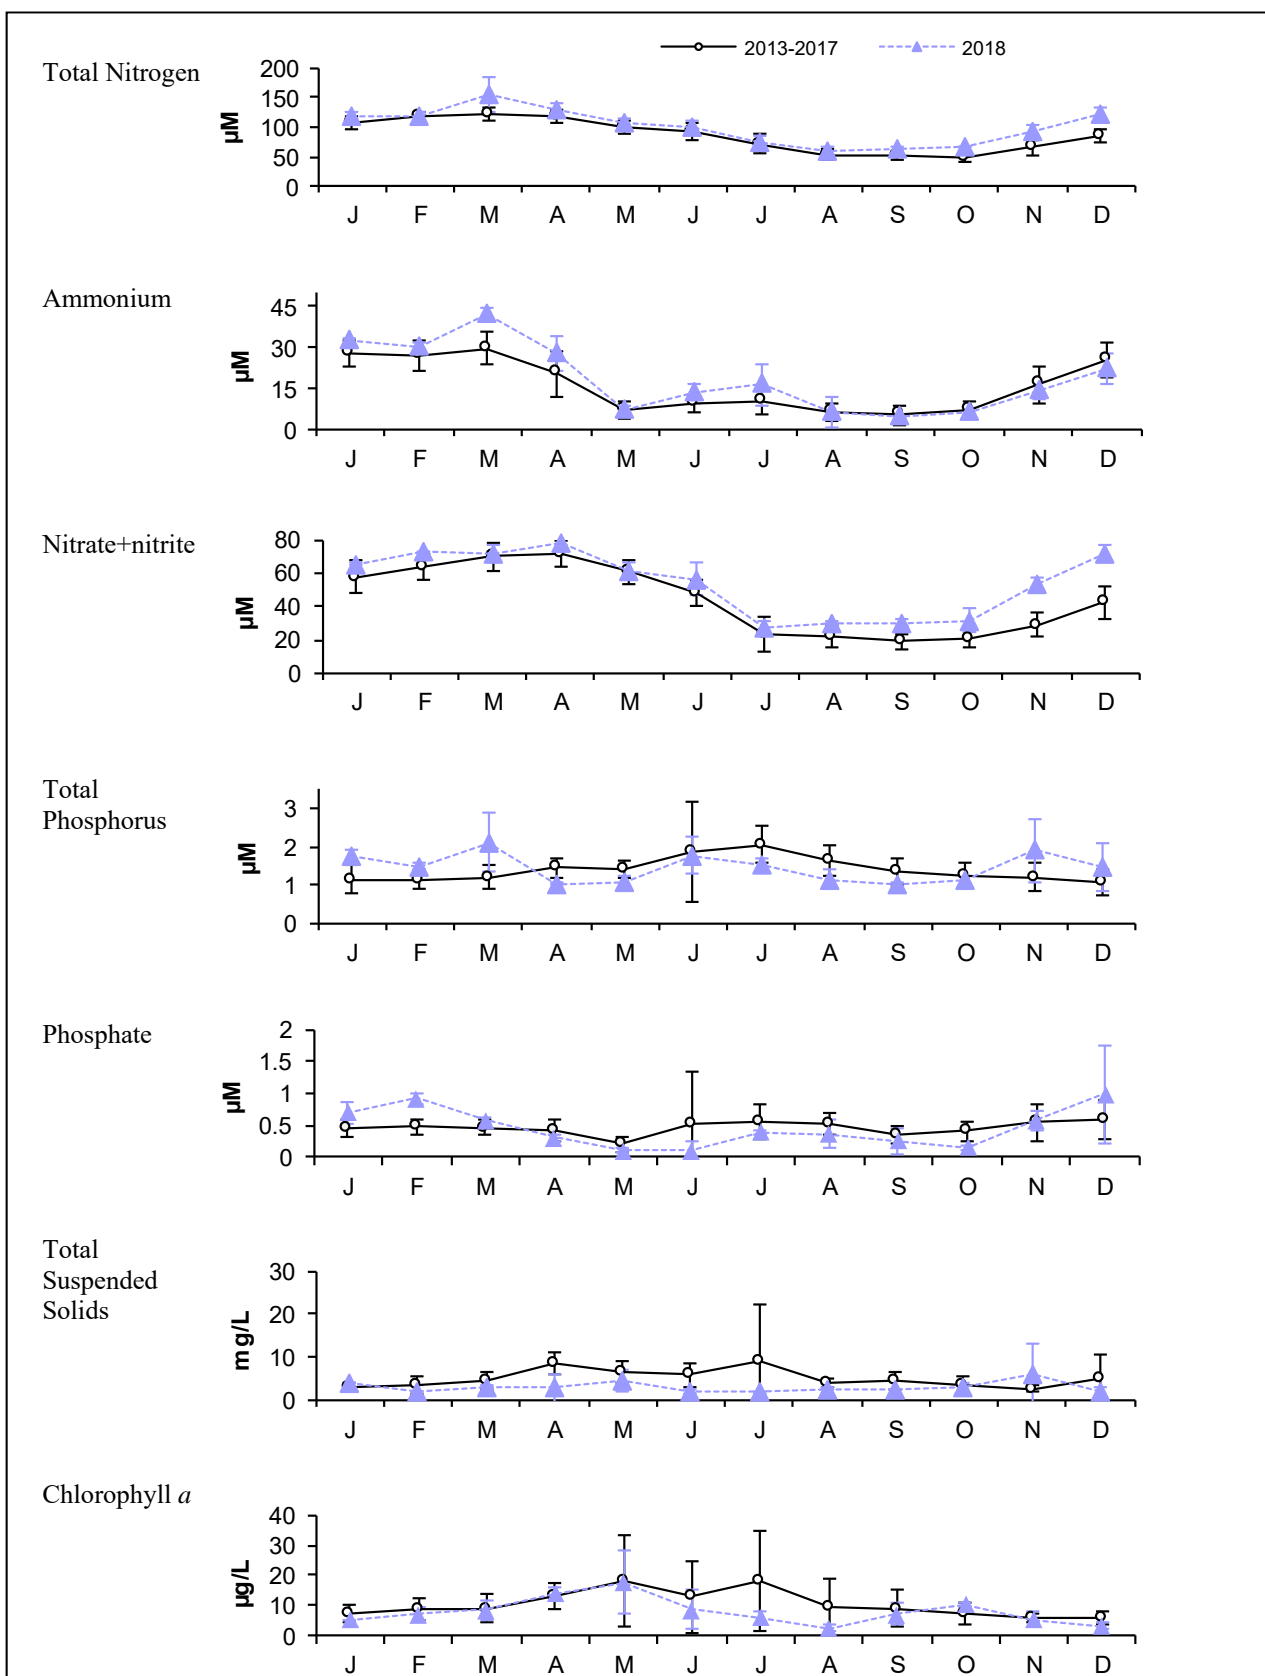 2013-2017 2018
Total Nitrogen
200
150
100
50
0
µM
J F M A M J J A S O N D
Ammonium
45
30
15
0
µM
J F M A M J J A S O N D
Nitrate+nitrite
80
60
40
20
0
µM
J F M A M J J A S O N D
Total
Phosphorus
3
2
1
0
µM
J F M A M J J A S O N D
Phosphate
2
1.5
1
0.5
0
µM
J F M A M J J A S O N D
Total
Suspended
Solids
30
20
10
0
mg/L
J F M A M J J A S O N D
Chlorophyll a
40
30
20
10
0
µg/L
J F M A M J J A S O N D